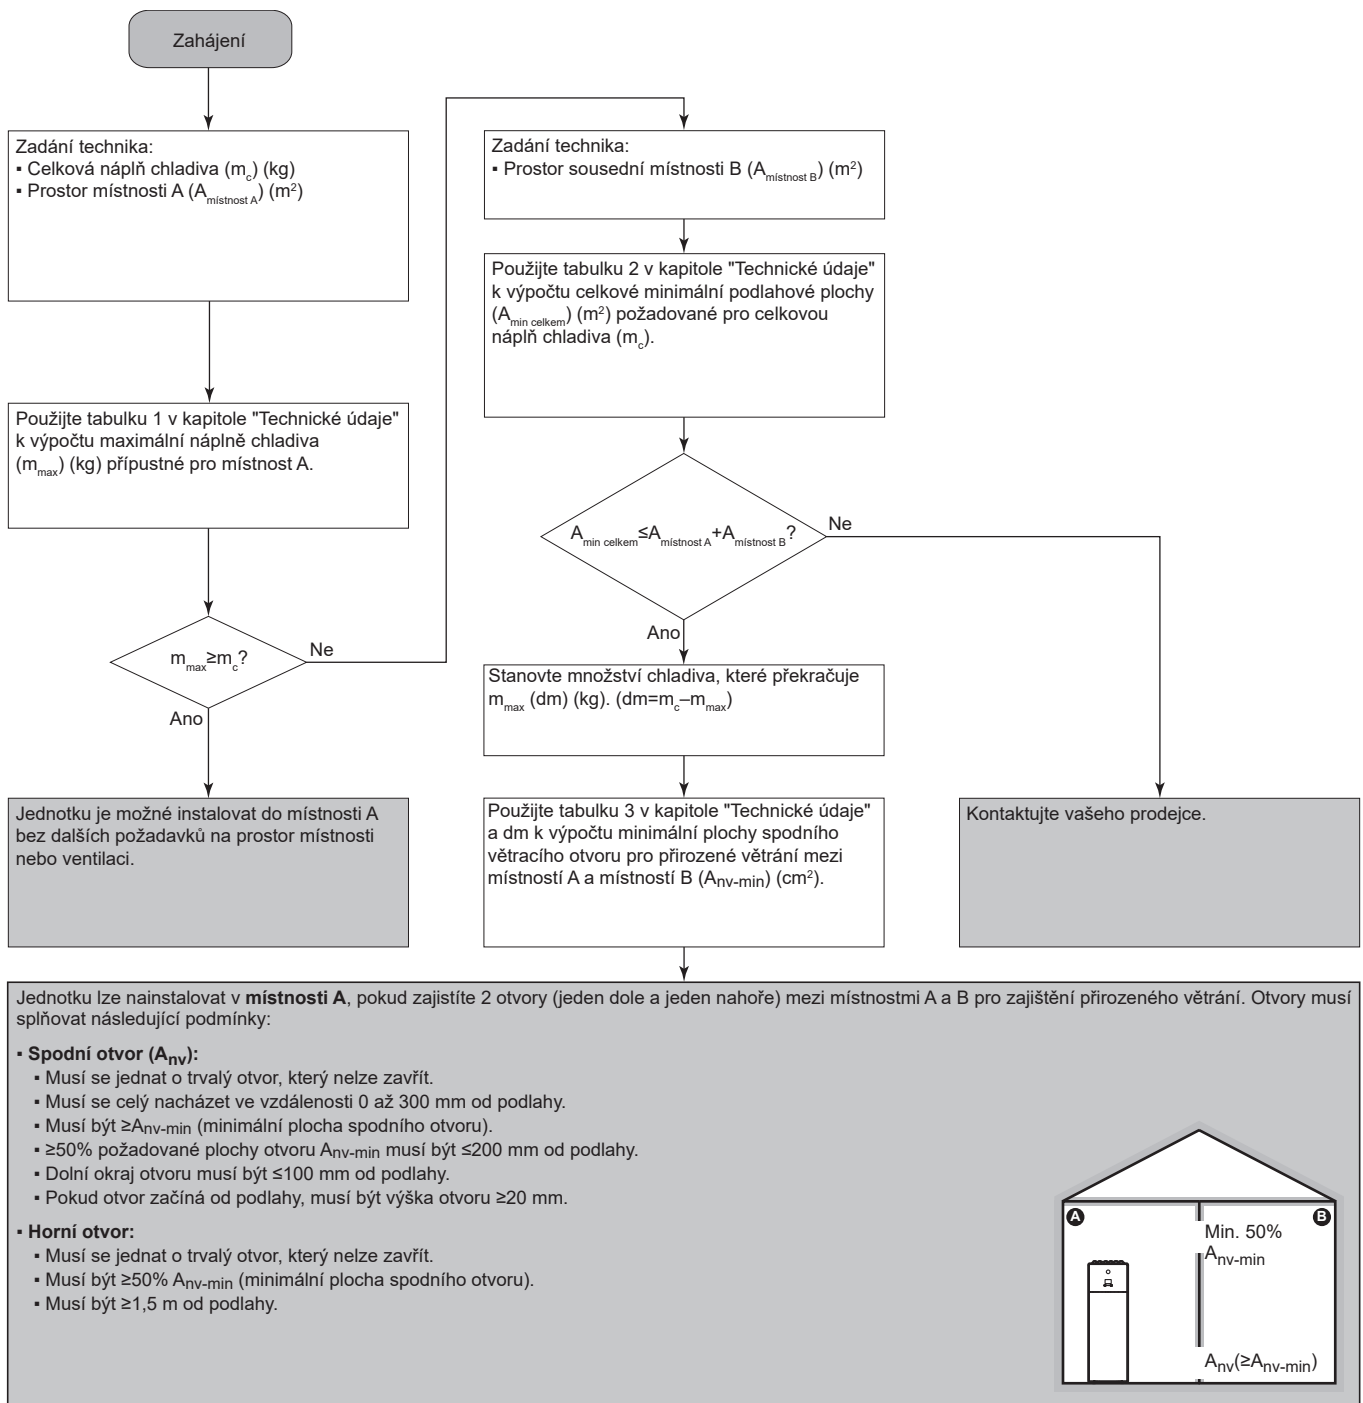 Zahájení
Zadání technika:
▪ Celková náplň chladiva (mc) (kg)
▪ Prostor místnosti A (Amístnost A) (m²)
Použijte tabulku 1 v kapitole "Technické údaje"
k výpočtu maximální náplně chladiva
(mmax) (kg) přípustné pro místnost A.
mmax≥mc?
Ne
Ano
Jednotku je možné instalovat do místnosti A
bez dalších požadavků na prostor místnosti
nebo ventilaci.
Zadání technika:
▪ Prostor sousední místnosti B (Amístnost B) (m²)
Použijte tabulku 2 v kapitole "Technické údaje"
k výpočtu celkové minimální podlahové plochy
(Amin celkem) (m²) požadované pro celkovou
náplň chladiva (mc).
Amin celkem≤Amístnost A+Amístnost B?
Ne
Ano
Stanovte množství chladiva, které překračuje
mmax (dm) (kg). (dm=mc–mmax)
Použijte tabulku 3 v kapitole "Technické údaje"
a dm k výpočtu minimální plochy spodního
větracího otvoru pro přirozené větrání mezi
místností A a místností B (Anv-min) (cm²).
Kontaktujte vašeho prodejce.
Jednotku lze nainstalovat v místnosti A, pokud zajistíte 2 otvory (jeden dole a jeden nahoře) mezi místnostmi A a B pro zajištění přirozeného větrání. Otvory musí
splňovat následující podmínky:
▪ Spodní otvor (Anv):
▪ Musí se jednat o trvalý otvor, který nelze zavřít.
▪ Musí se celý nacházet ve vzdálenosti 0 až 300 mm od podlahy.
▪ Musí být ≥Anv-min (minimální plocha spodního otvoru).
▪ ≥50% požadované plochy otvoru Anv-min musí být ≤200 mm od podlahy.
▪ Dolní okraj otvoru musí být ≤100 mm od podlahy.
▪ Pokud otvor začíná od podlahy, musí být výška otvoru ≥20 mm.
▪ Horní otvor:
▪ Musí se jednat o trvalý otvor, který nelze zavřít.
▪ Musí být ≥50% Anv-min (minimální plocha spodního otvoru).
▪ Musí být ≥1,5 m od podlahy.
A
B
Min. 50%
Anv-min
Anv(≥Anv-min)